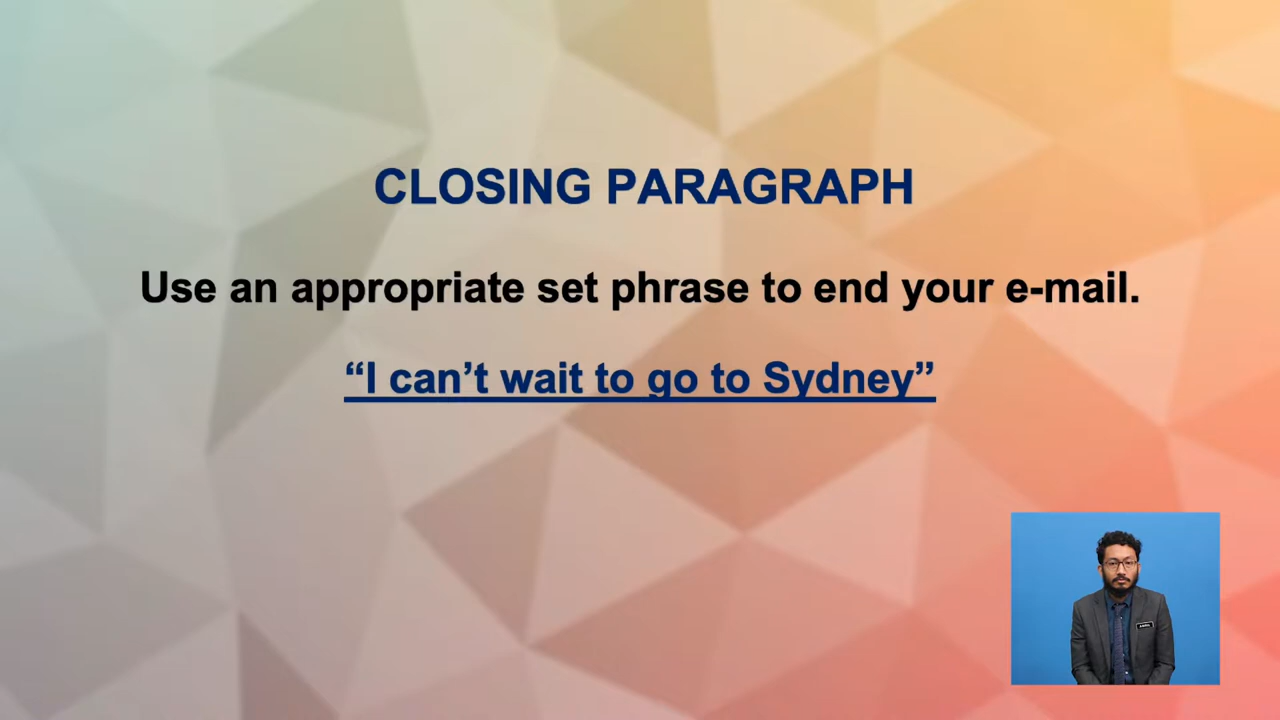 CLOSING PARAGRAPH
Use an appropriate set phrase to end your e-mail.
“I can’t wait to go to Sydney”